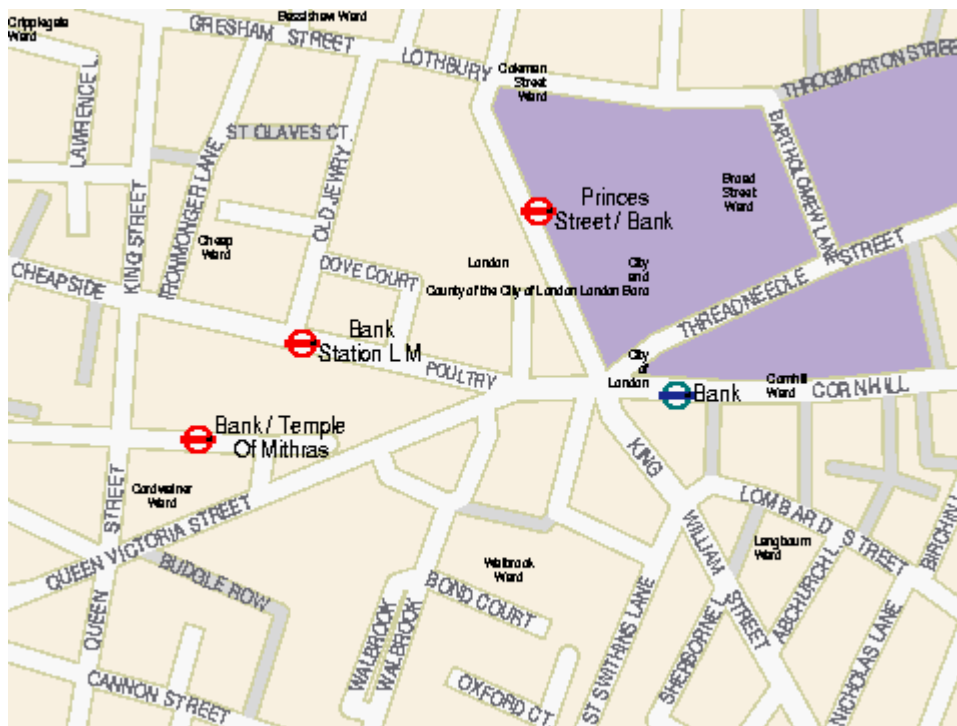 Cripplegate
Ward
Bassishaw Ward
GRESHAM STREET
LOTHBURY
Coleman
Street
Ward
THROGMORTON STREET
LAWRENCE L.
ST OLAVES CT.
BARTHOLOMEW LANE
IRONMONGER LANE
OLD JEWRY
KING STREET
Broad
Street
Ward
Princes
Street / Bank
Cheap
Ward
DOVE COURT
London
City
and
County of the City of London London Boro
THREADNEEDLE STREET
CHEAPSIDE
Bank
Station L M
POULTRY
City
of
London
Bank
Cornhill
Ward
CORNHILL
Bank / Temple
Of Mithras
KING WILLIAM STREET
Cordwainer
Ward
LOMBARD STREET
QUEEN VICTORIA STREET
Langbourn
Ward
Walbrook
Ward
BIRCHIN L
BUDDLE ROW
BOND COURT
QUEEN STREET
WALBROOK
WALBROOK
ST SWITHINS LANE
SHERBORNE
ABCHURCH L.
NICHOLAS LANE
CANNON STREET
OXFORD CT